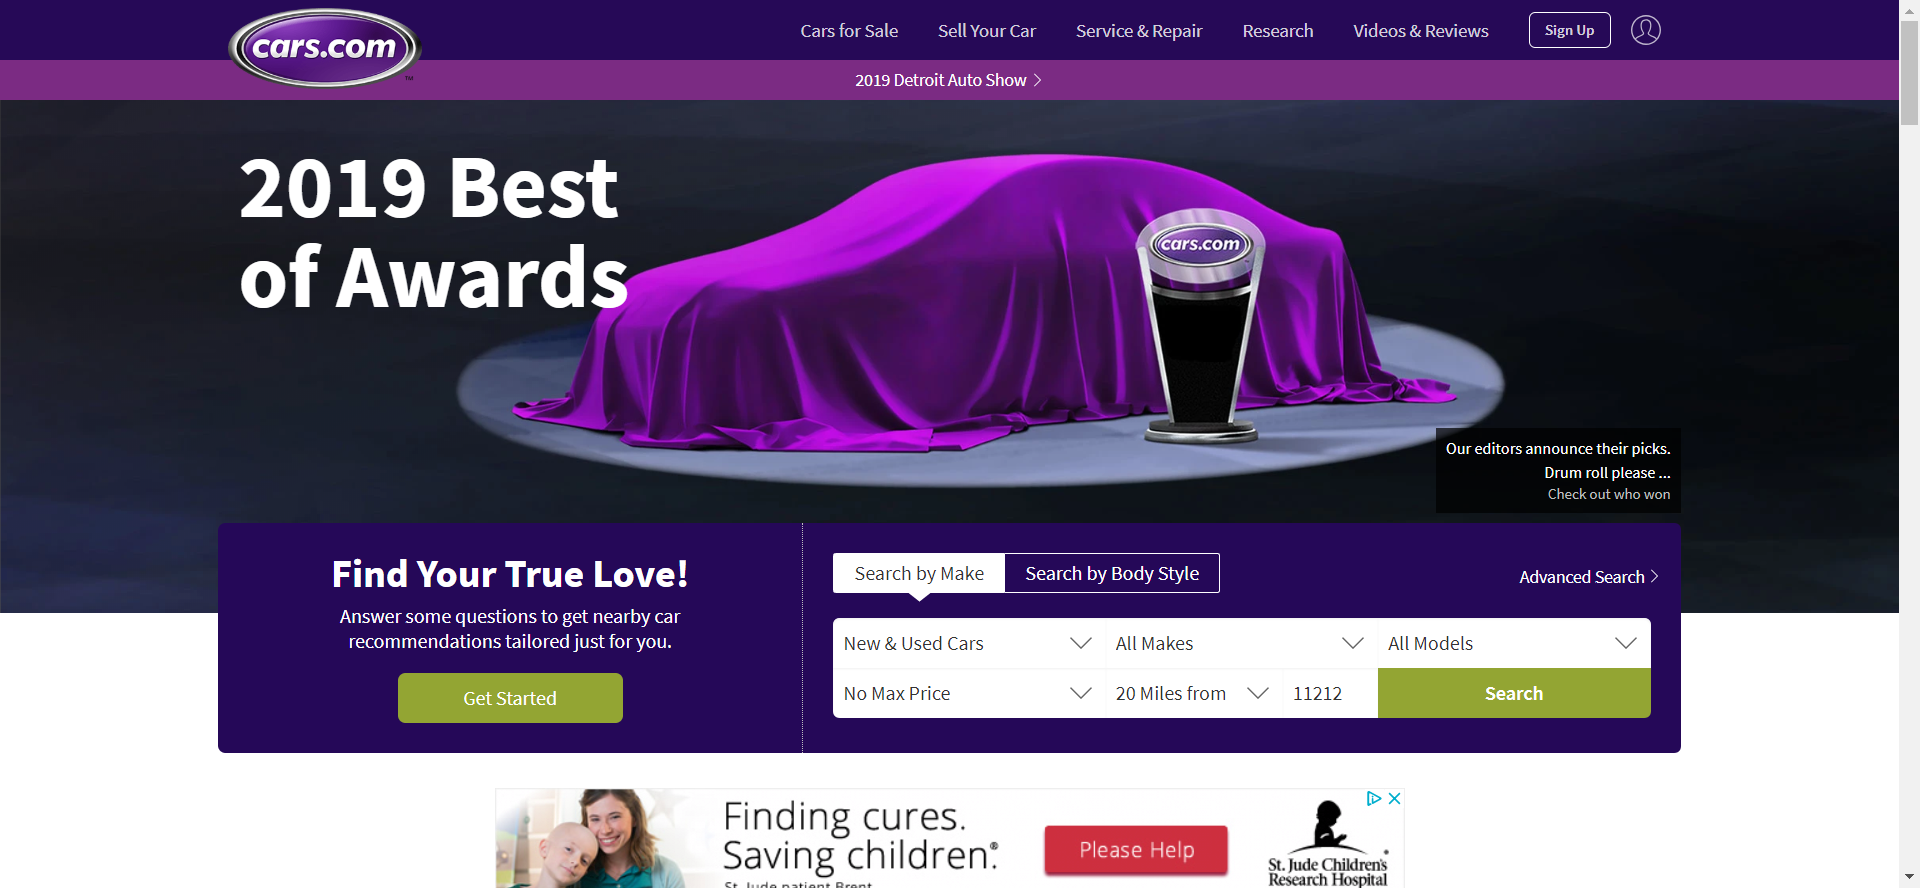 cars.com
TM
Cars for Sale
Sell Your Car
Service & Repair
Research
Videos & Reviews
Sign Up
2019 Detroit Auto Show
2019 Best
of Awards
cars.com
Our editors announce their picks.
Drum roll please ...
Check out who won
Find Your True Love!
Answer some questions to get nearby car
recommendations tailored just for you.
Get Started
Search by Make
Search by Body Style
Advanced Search
New & Used Cars
All Makes
All Models
No Max Price
20 Miles from
11212
Search
Finding cures.
Saving children.®
St. Jude patient Brent
Please Help
St. Jude Children's
Research Hospital